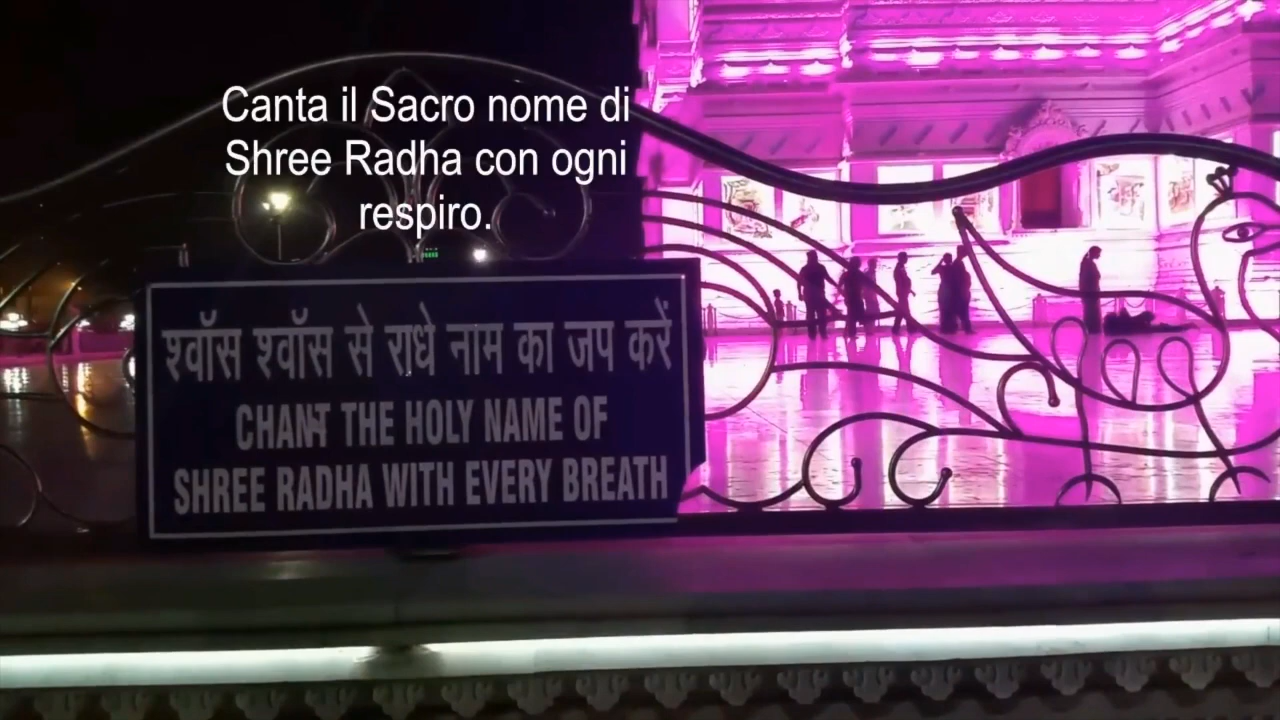 Canta il Sacro nome di
Shree Radha con ogni
respiro.
श्वाॅस श्वाॅस से राधे नाम का जप करें
CHANT THE HOLY NAME OF
SHREE RADHA WITH EVERY BREATH